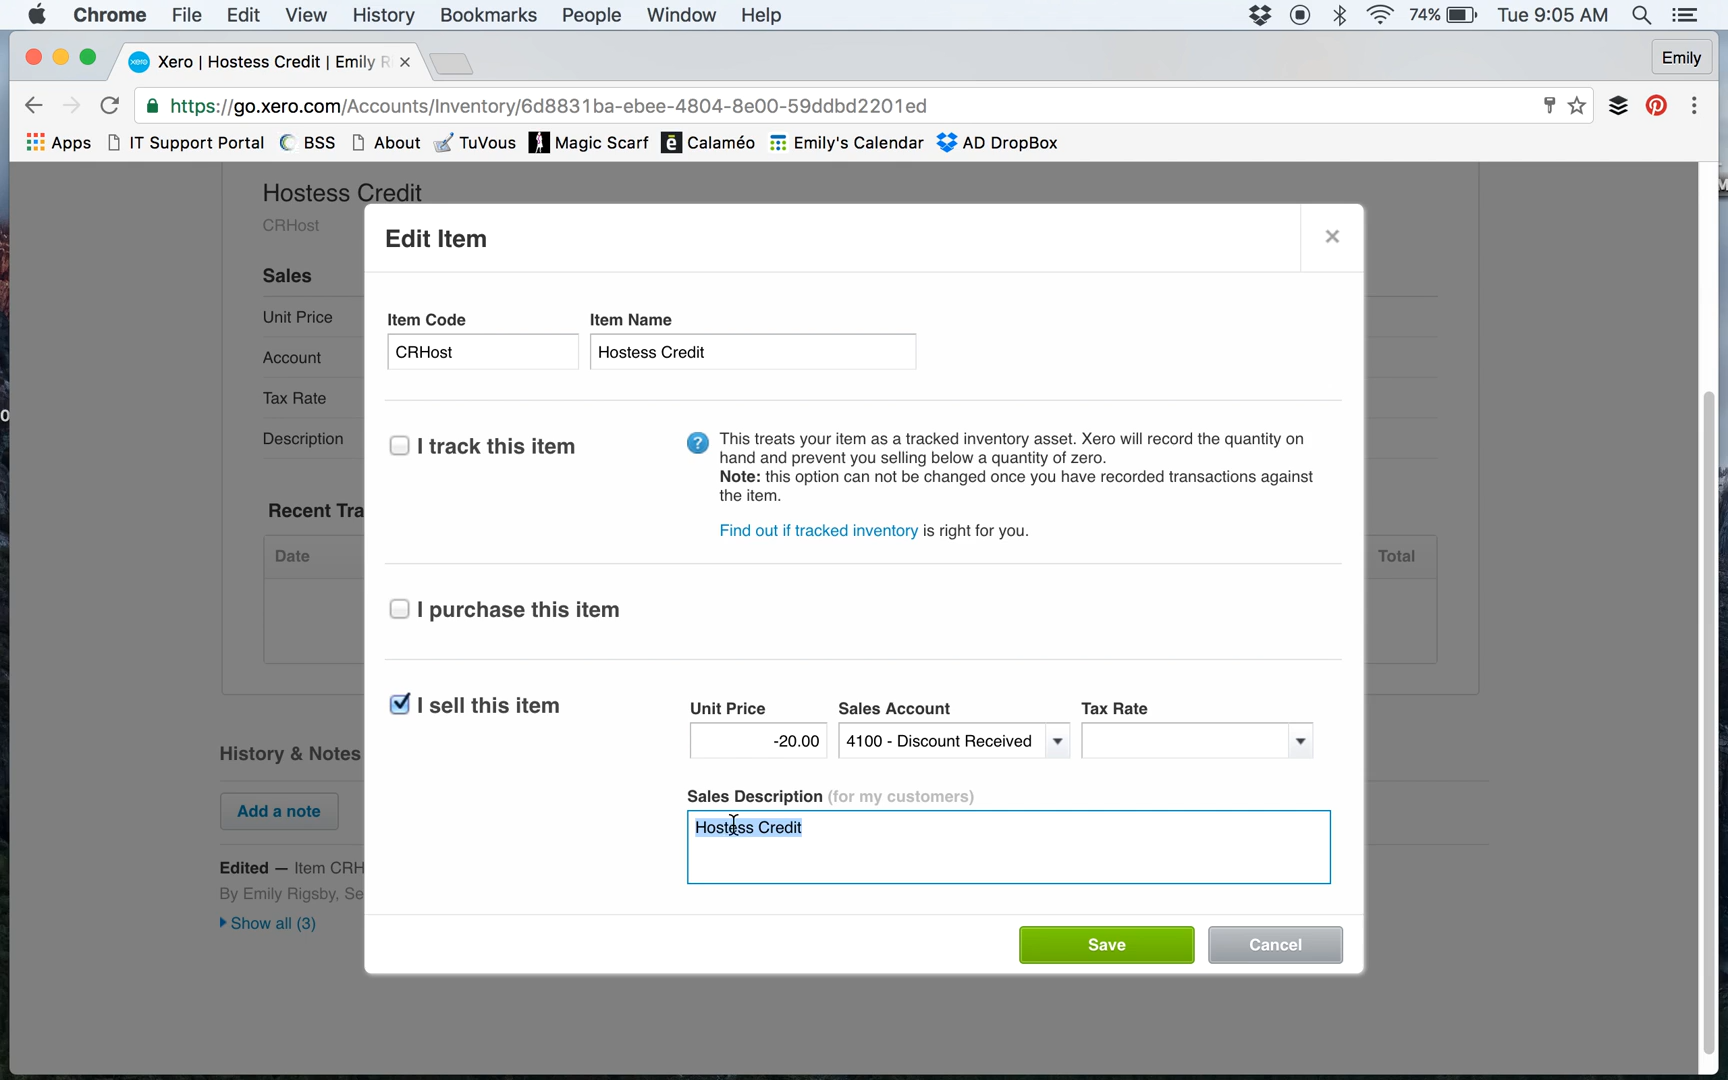 Chrome File Edit View History Bookmarks People Window Help 74% Tue 9:05 AM
xero Xero | Hostess Credit | Emily R Emily
https://go.xero.com/Accounts/Inventory/6d8831ba-ebee-4804-8e00-59ddbd2201ed
Apps IT Support Portal BSS About TuVous Magic Scarf Calaméo Emily's Calendar AD DropBox
Hostess Credit
CRHost
Sales
Unit Price
Account
Tax Rate
Description
Recent Tra
Date Total
History & Notes
Add a note
Edited — Item CRH
By Emily Rigsby, Se
Show all (3)
Edit Item
Item Code Item Name
CRHost Hostess Credit
I track this item
This treats your item as a tracked inventory asset. Xero will record the quantity on
hand and prevent you selling below a quantity of zero.
Note: this option can not be changed once you have recorded transactions against
the item.
Find out if tracked inventory is right for you.
I purchase this item
I sell this item
Unit Price Sales Account Tax Rate
-20.00 4100 - Discount Received
Sales Description (for my customers)
Hostess Credit
Save Cancel